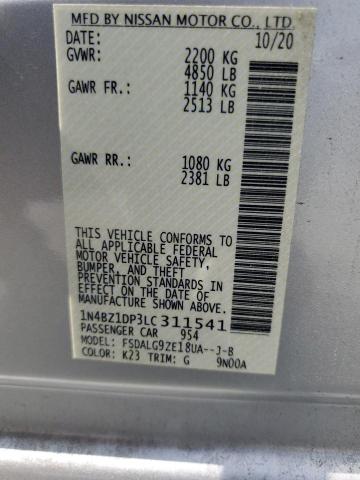 MFD BY NISSAN MOTOR CO., LTD.
DATE: 10/20
GVWR: 2200 KG
4850 LB
GAWR FR.: 1140 KG
2513 LB
GAWR RR.: 1080 KG
2381 LB
THIS VEHICLE CONFORMS TO
ALL APPLICABLE FEDERAL
MOTOR VEHICLE SAFETY,
BUMPER, AND THEFT
PREVENTION STANDARDS IN
EFFECT ON THE DATE OF
MANUFACTURE SHOWN ABOVE.
1N4BZ1DP3LC311541
PASSENGER CAR 954
MODEL: FSDALG9ZE18UA--J-B
COLOR: K23 TRIM: G 9N00A